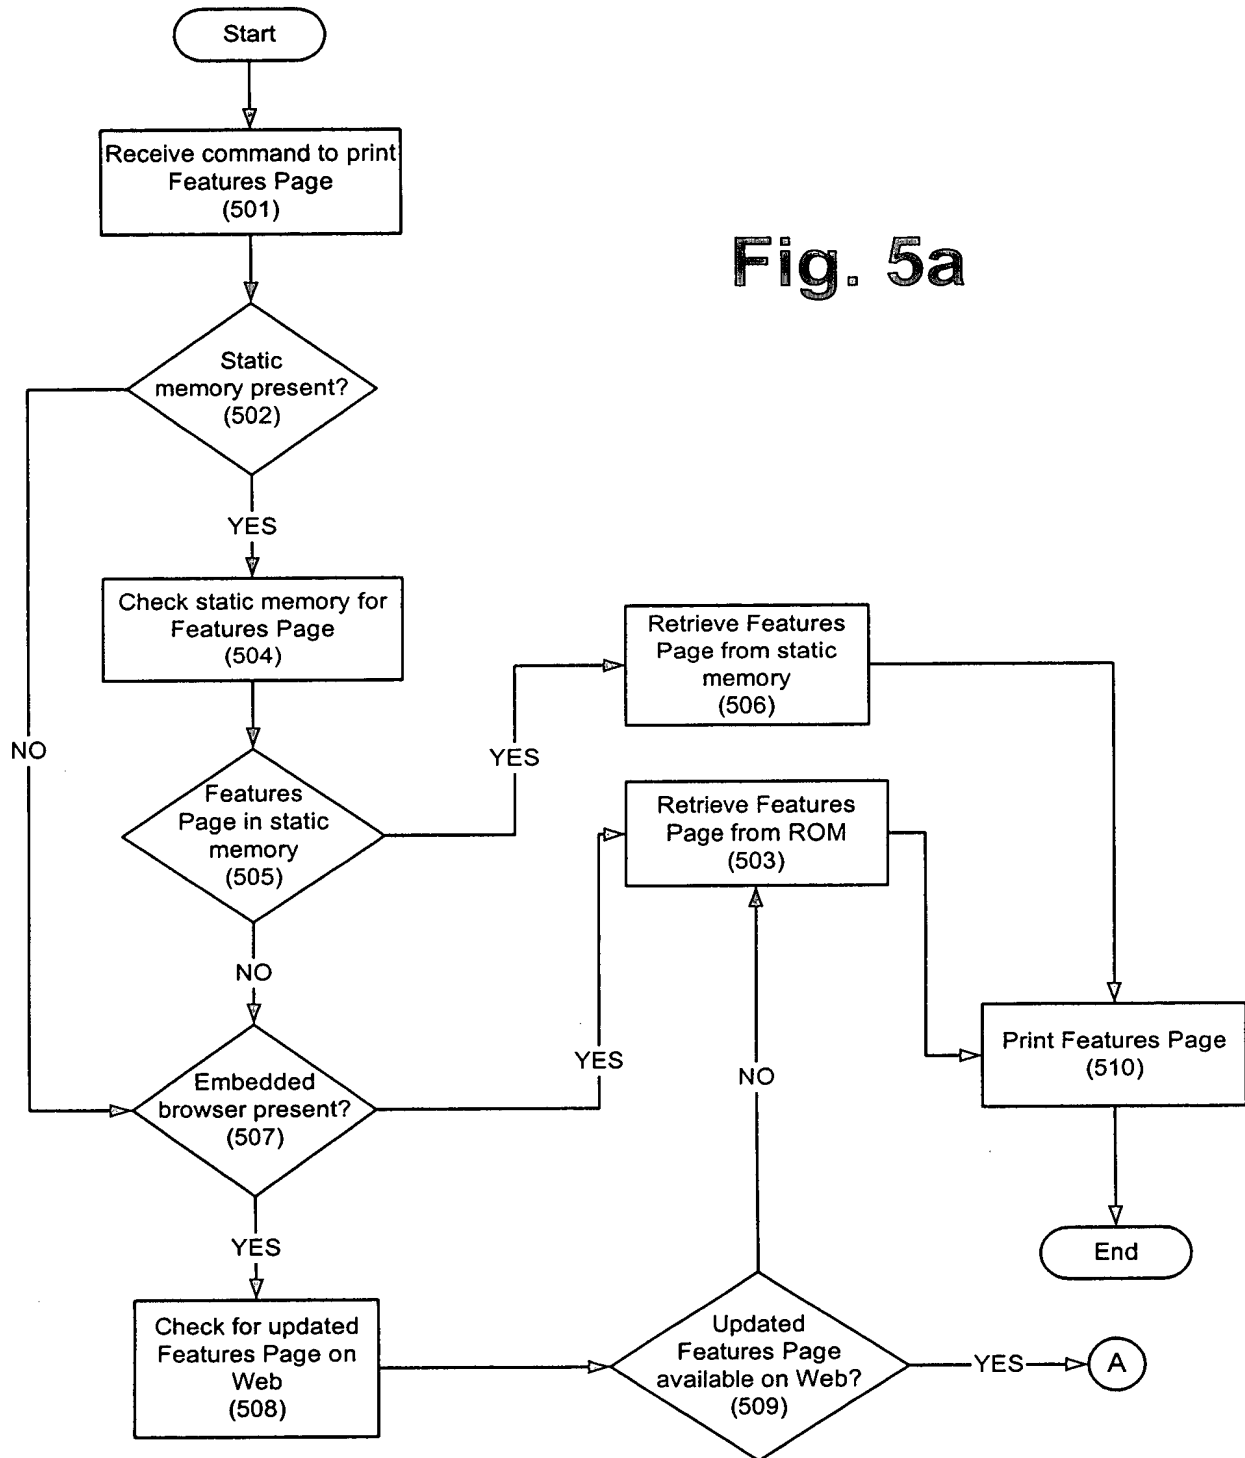 Start
Receive command to print
Features Page
(501)
Fig. 5a
Static
memory present?
(502)
YES
Check static memory for
Features Page
(504)
Retrieve Features
Page from static
memory
(506)
NO
YES
Features
Page in static
memory
(505)
Retrieve Features
Page from ROM
(503)
NO
Embedded
browser present?
(507)
YES
NO
Print Features Page
(510)
YES
End
Check for updated
Features Page on
Web
(508)
Updated
Features Page
available on Web?
(509)
YES
A